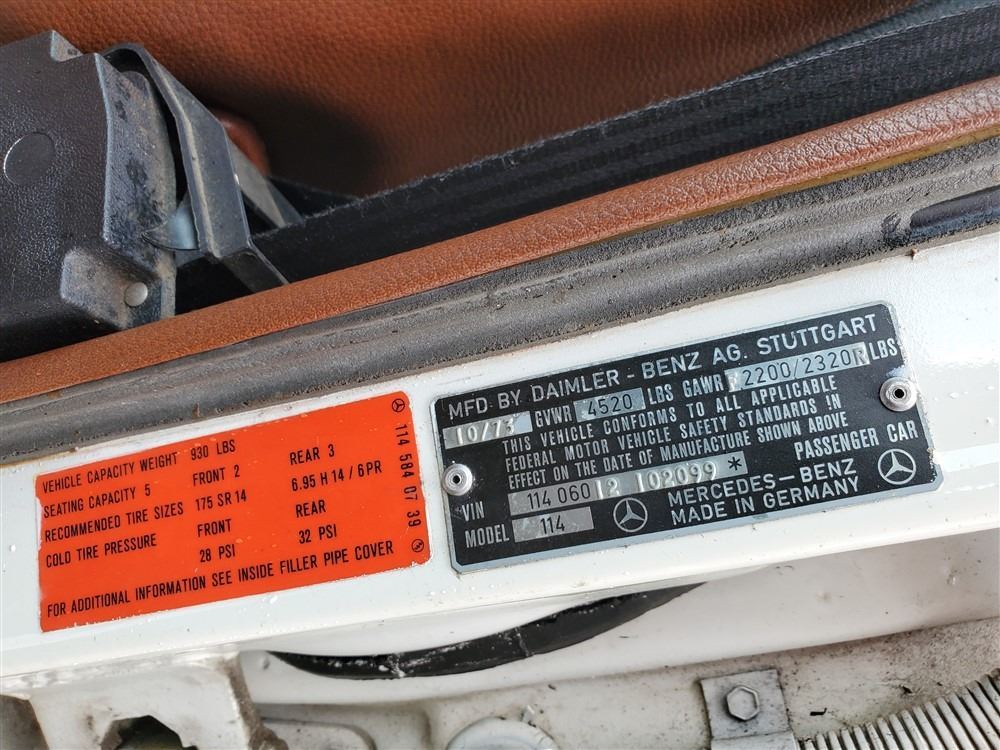 VEHICLE CAPACITY WEIGHT 930 LBS
SEATING CAPACITY 5 FRONT 2 REAR 3
RECOMMENDED TIRE SIZES 175 SR 14 6.95 H 14 / 6 PR
COLD TIRE PRESSURE FRONT REAR
28 PSI 32 PSI
FOR ADDITIONAL INFORMATION SEE INSIDE FILLER PIPE COVER
114 584 07 39
MFD BY DAIMLER - BENZ AG. STUTTGART
10/73 GVWR 4520 LBS GAWR F2200/2320R LBS
THIS VEHICLE CONFORMS TO ALL APPLICABLE
FEDERAL MOTOR VEHICLE SAFETY STANDARDS IN
EFFECT ON THE DATE OF MANUFACTURE SHOWN ABOVE
VIN 114 060 12 102099 * PASSENGER CAR
MODEL 114 MERCEDES-BENZ
MADE IN GERMANY